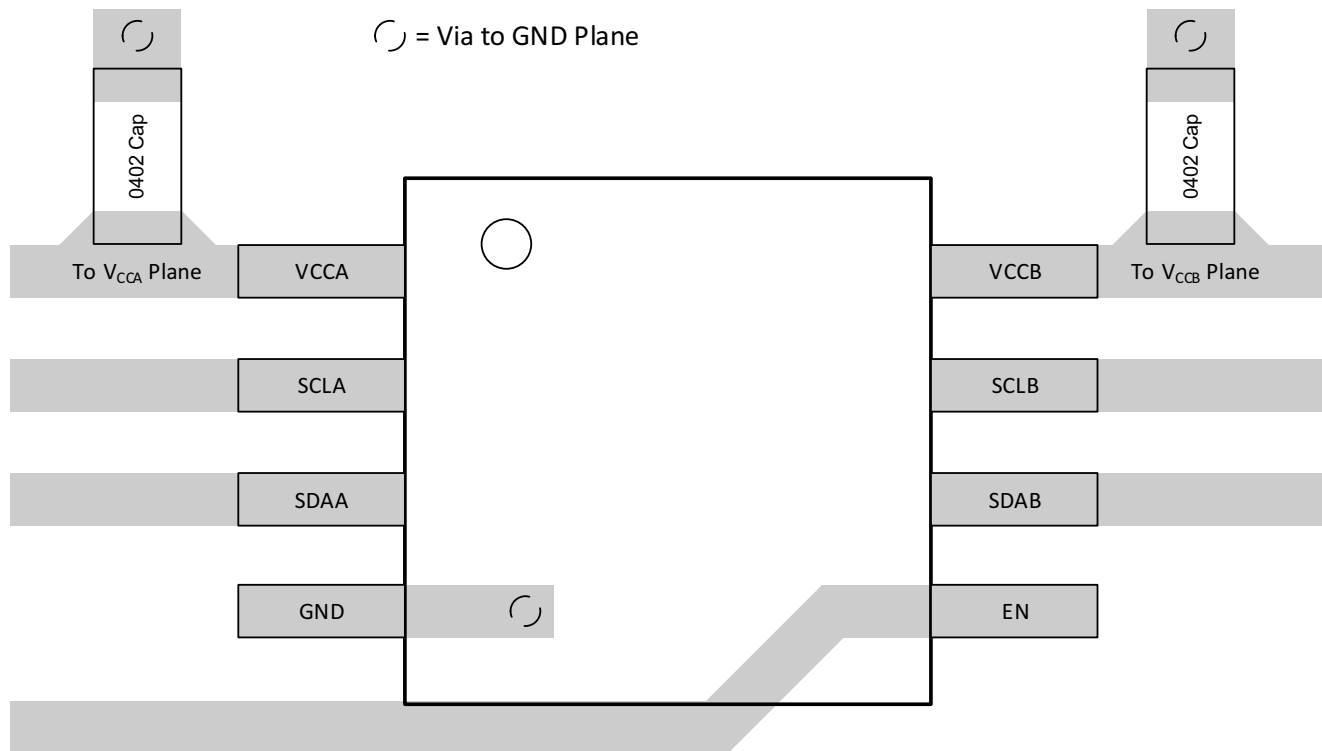 = Via to GND Plane
0402 Cap
0402 Cap
To VCCA Plane
VCCA
VCCB
To VCCB Plane
SCLA
SCLB
SDAA
SDAB
GND
EN